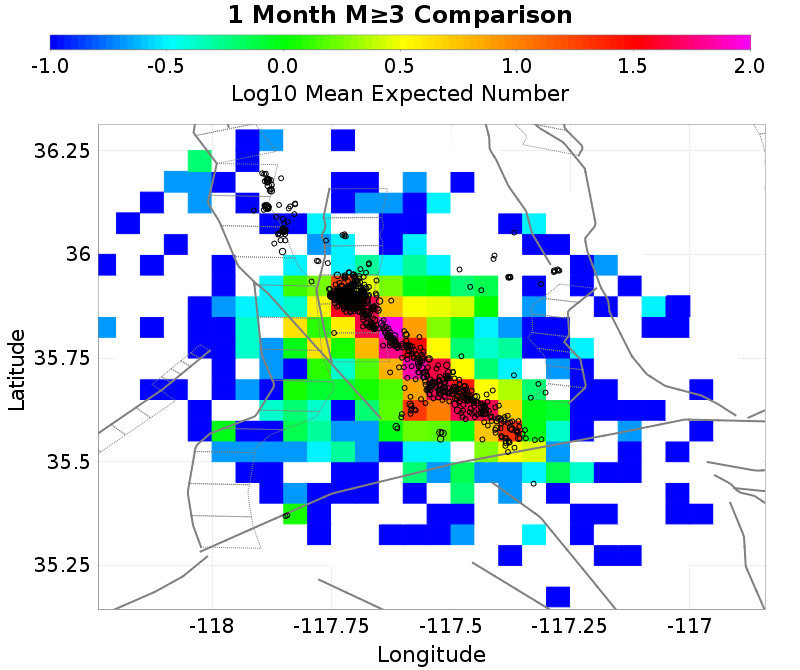 1 Month M≥3 Comparison
-1.0 -0.5 0.0 0.5 1.0 1.5 2.0
Log10 Mean Expected Number
36.25
36
35.75
35.5
35.25
Latitude
-118 -117.75 -117.5 -117.25 -117
Longitude